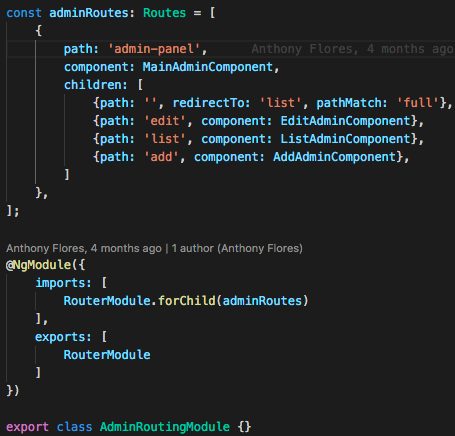 const adminRoutes: Routes = [
    {
        path: 'admin-panel',        Anthony Flores, 4 months ago
        component: MainAdminComponent,
        children: [
            {path: '', redirectTo: 'list', pathMatch: 'full'},
            {path: 'edit', component: EditAdminComponent},
            {path: 'list', component: ListAdminComponent},
            {path: 'add', component: AddAdminComponent},
        ]
    },
];
Anthony Flores, 4 months ago | 1 author (Anthony Flores)
@NgModule({
    imports: [
        RouterModule.forChild(adminRoutes)
    ],
    exports: [
        RouterModule
    ]
})
export class AdminRoutingModule {}